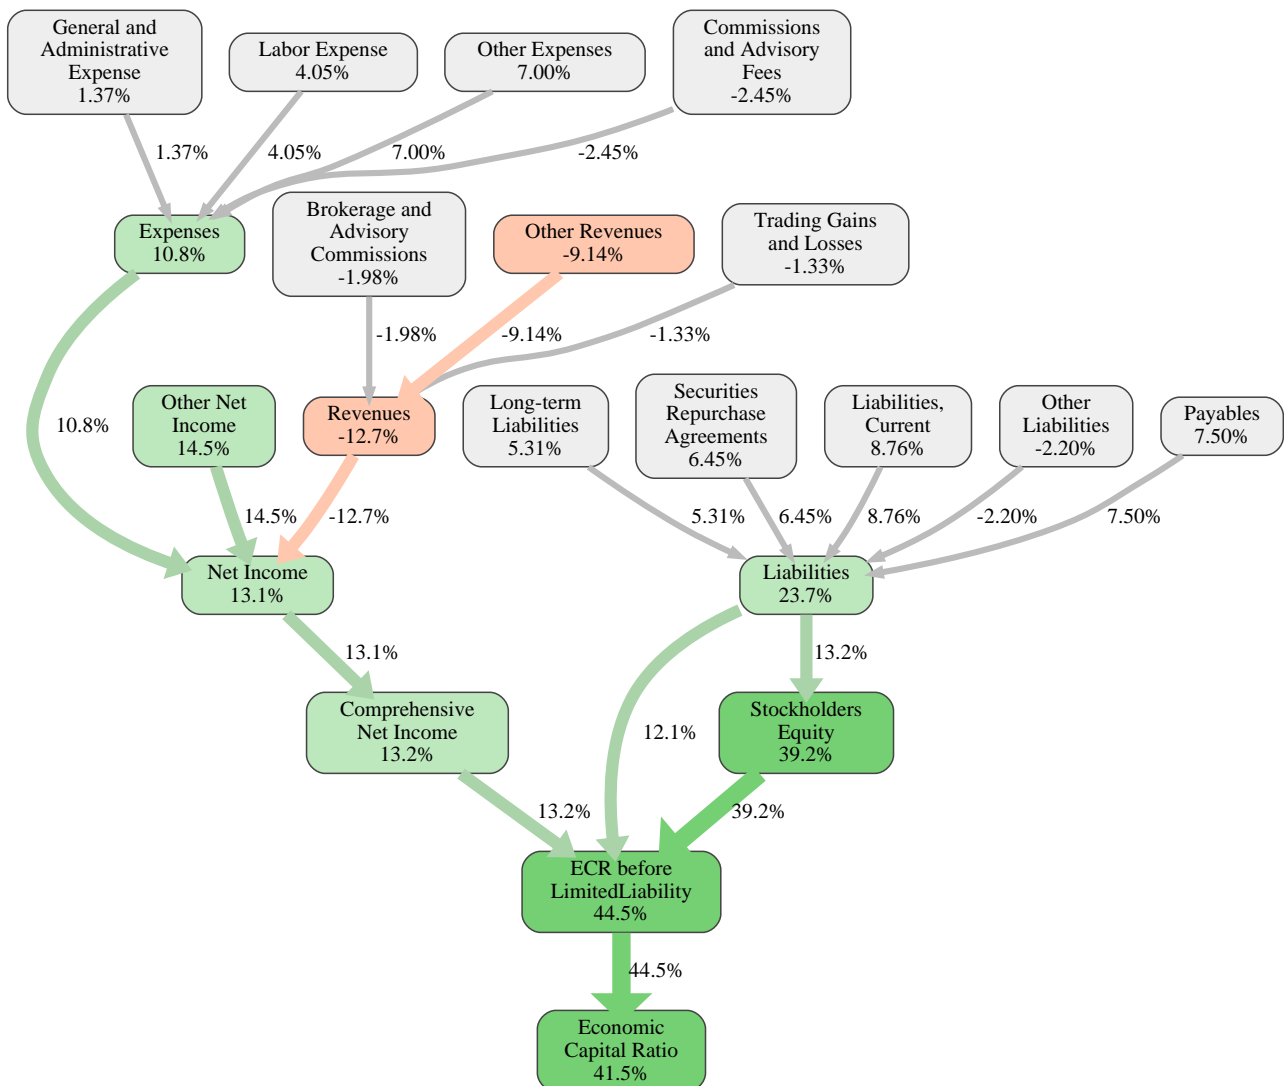 General and
Administrative
Expense
1.37%
Labor Expense
4.05%
Other Expenses
7.00%
Commissions
and Advisory
Fees
-2.45%
1.37%
4.05%
7.00%
-2.45%
Expenses
10.8%
Brokerage and
Advisory
Commissions
-1.98%
Other Revenues
-9.14%
Trading Gains
and Losses
-1.33%
-1.98%
-9.14%
-1.33%
10.8%
Other Net
Income
14.5%
Revenues
-12.7%
Long-term
Liabilities
5.31%
Securities
Repurchase
Agreements
6.45%
Liabilities,
Current
8.76%
Other
Liabilities
-2.20%
Payables
7.50%
14.5%
-12.7%
5.31%
6.45%
8.76%
-2.20%
7.50%
Net Income
13.1%
Liabilities
23.7%
13.1%
13.2%
Comprehensive
Net Income
13.2%
12.1%
Stockholders
Equity
39.2%
13.2%
39.2%
ECR before
LimitedLiability
44.5%
44.5%
Economic
Capital Ratio
41.5%